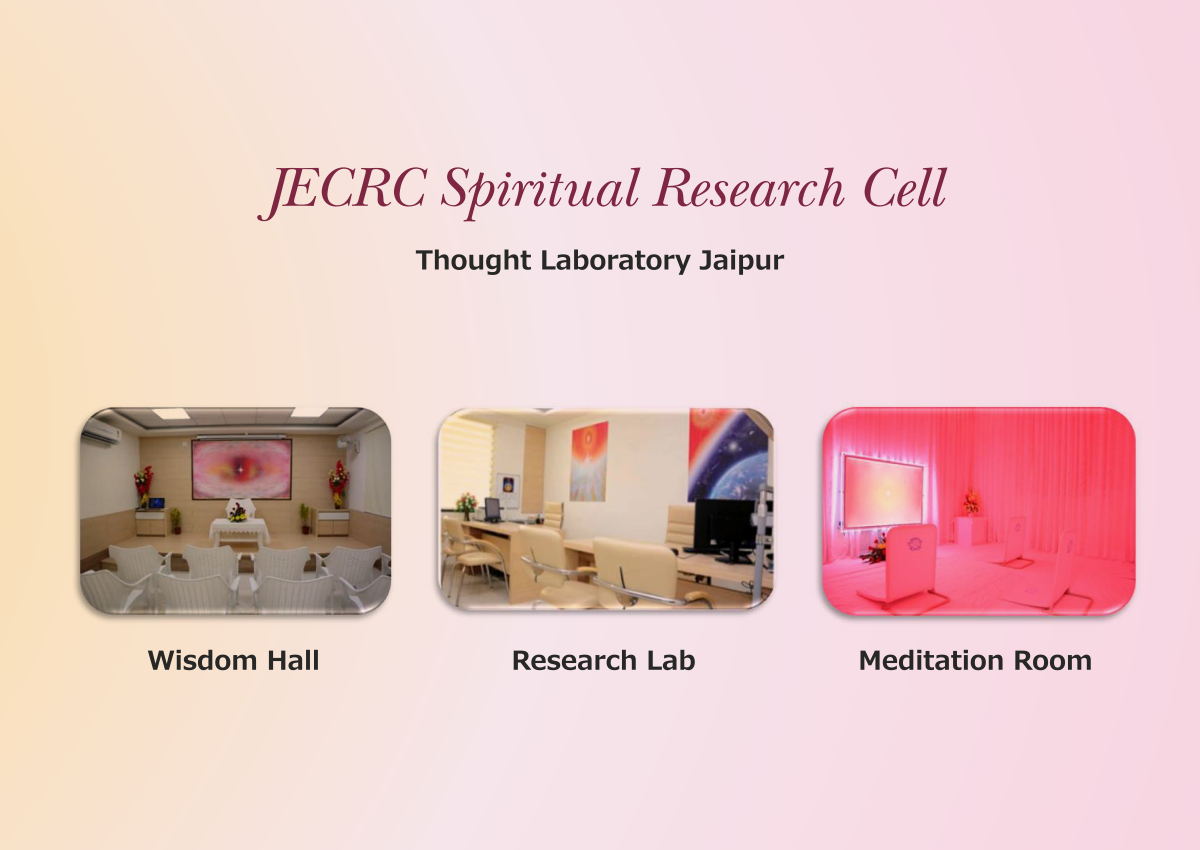 JECRC Spiritual Research Cell
Thought Laboratory Jaipur
Wisdom Hall
Research Lab
Meditation Room